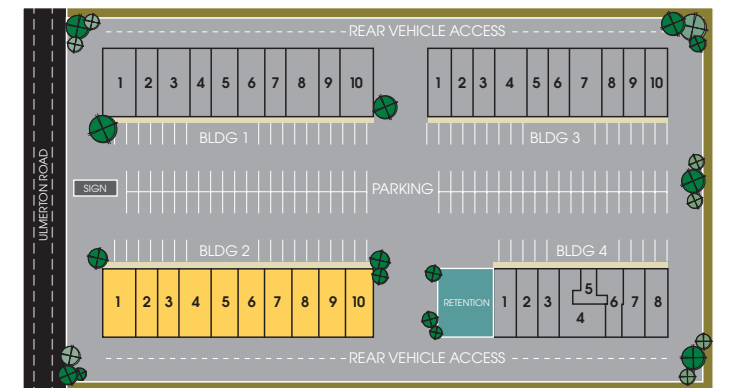 REAR VEHICLE ACCESS
1 2 3 4 5 6 7 8 9 10
1 2 3 4 5 6 7 8 9 10
BLDG 1
BLDG 3
ULMERTON ROAD
SIGN
PARKING
BLDG 2
BLDG 4
1 2 3 4 5 6 7 8 9 10
RETENTION
1 2 3 4 5 6 7 8
REAR VEHICLE ACCESS